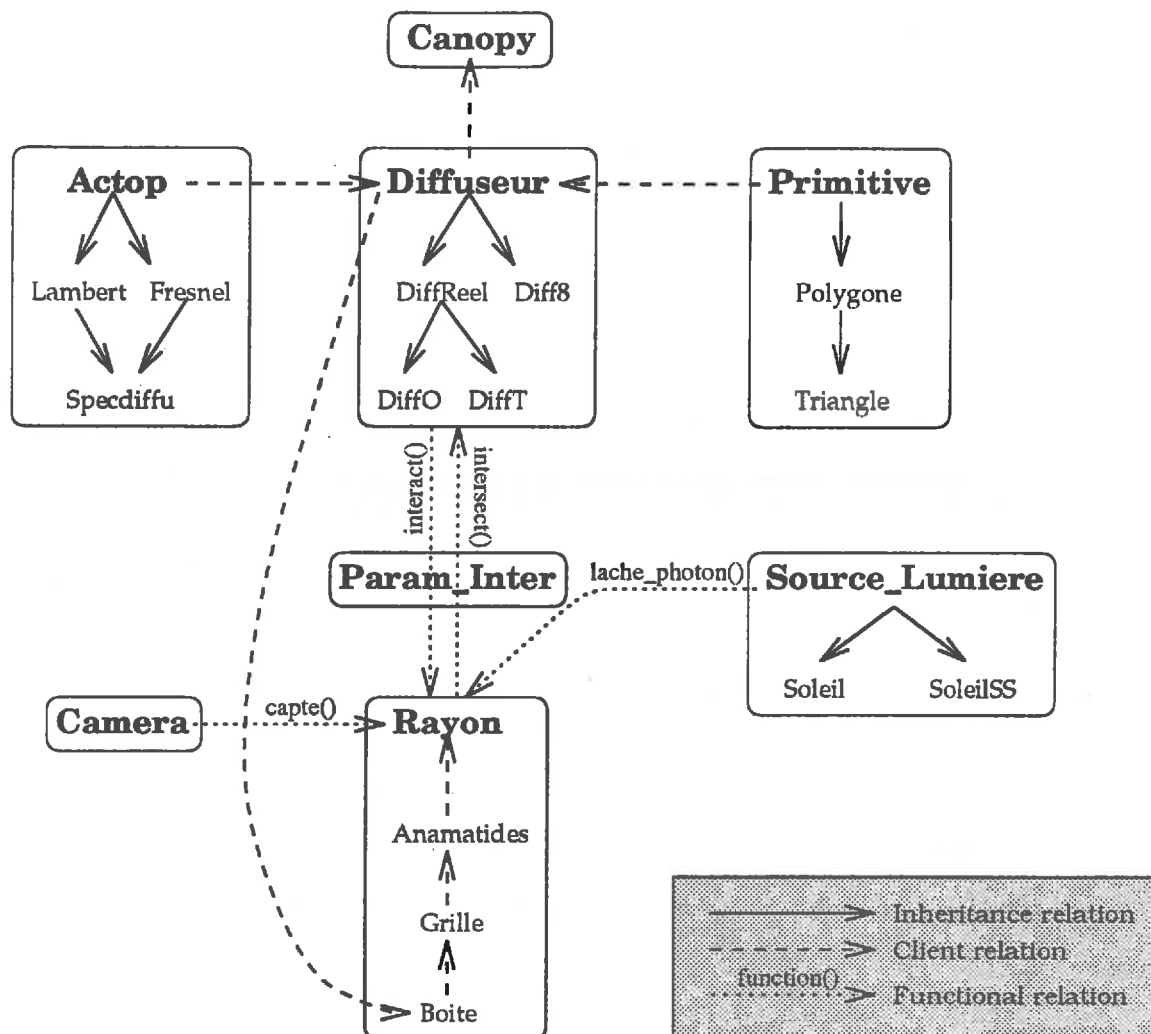 Canopy
Actop
Diffuseur
Primitive
Lambert Fresnel
DiffReel Diff8
Polygone
Specdiffu
DiffO DiffT
Triangle
interact()
intersect()
Param_Inter
lache_photon()
Source_Lumiere
Soleil SoleilSS
Camera
capte()
Rayon
Anamatides
Grille
Boite
Inheritance relation
Client relation
function()
Functional relation